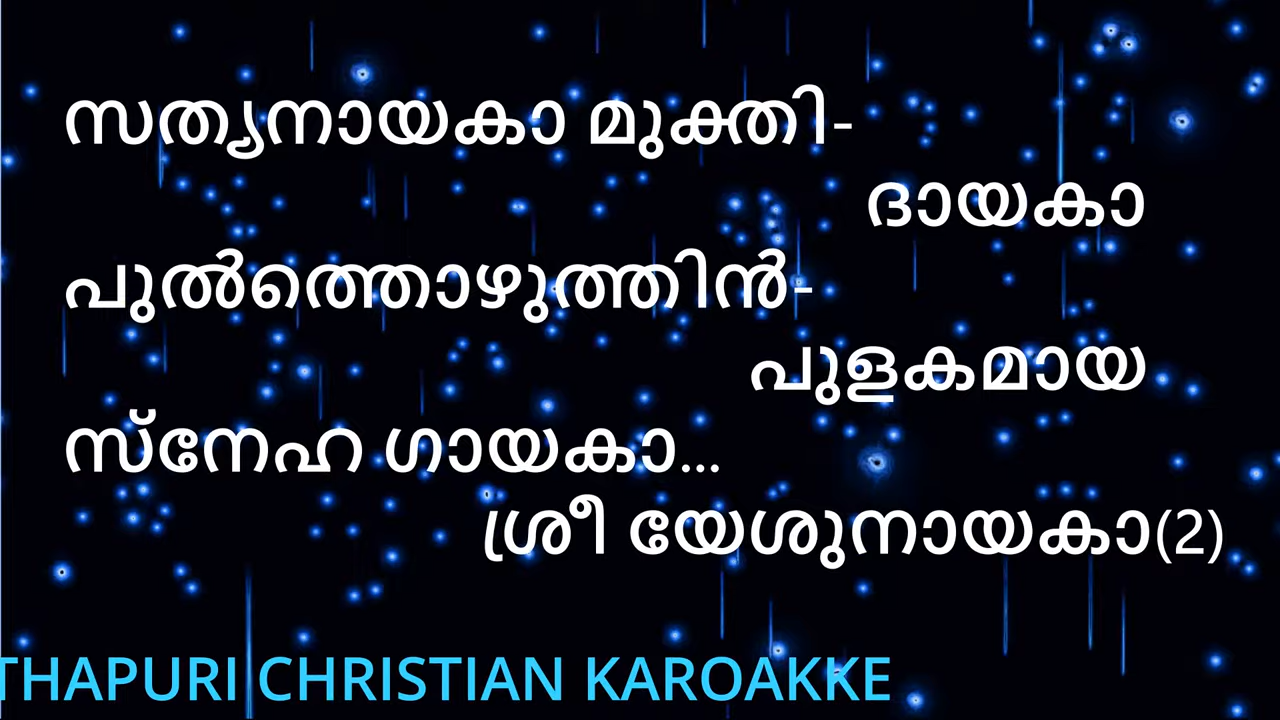 സത്യനായകാ മുക്തി-
ദായകാ
പുൽത്തൊഴുത്തിൻ-
പുളകമായ
സ്നേഹ ഗായകാ...
ശ്രീ യേശുനായകാ(2)
THAPURI CHRISTIAN KAROAKKE